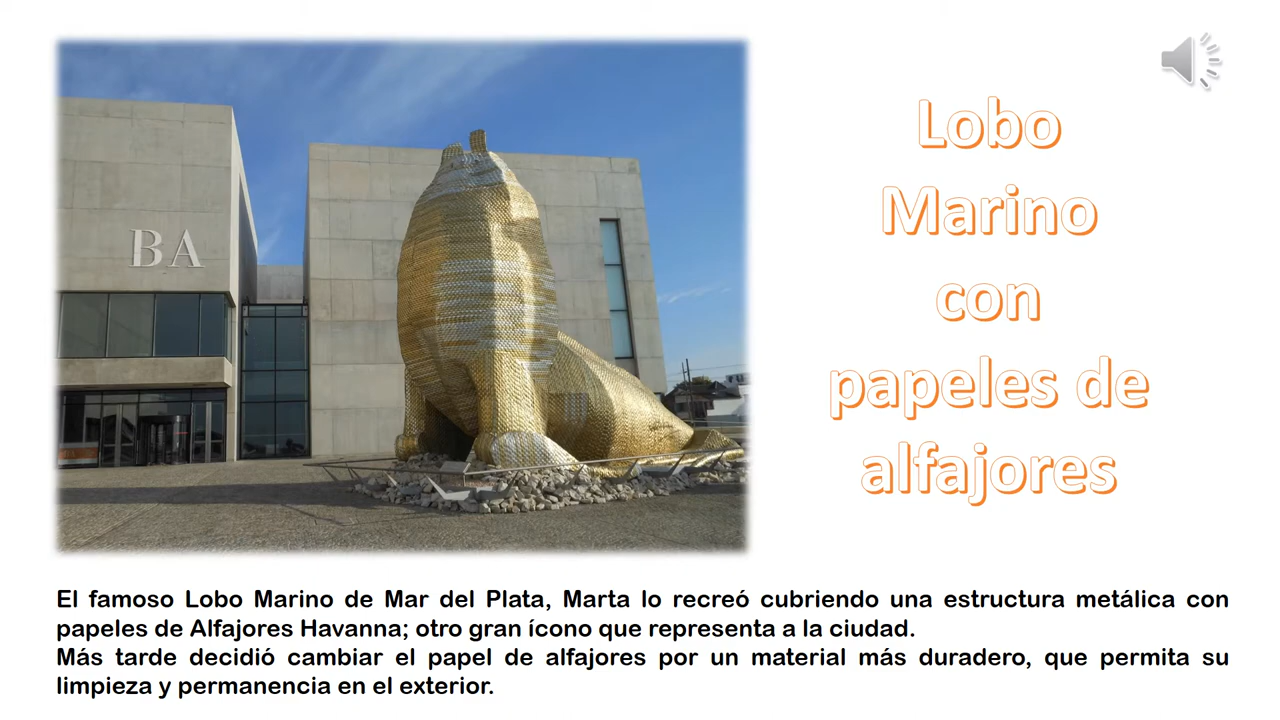 BA
Lobo
Marino
con
papeles de
alfajores
El famoso Lobo Marino de Mar del Plata, Marta lo recreó cubriendo una estructura metálica con
papeles de Alfajores Havanna; otro gran ícono que representa a la ciudad.
Más tarde decidió cambiar el papel de alfajores por un material más duradero, que permita su
limpieza y permanencia en el exterior.